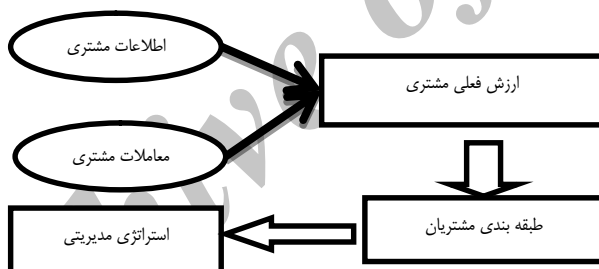 اطلاعات مشتری
ارزش فعلی مشتری
معاملات مشتری
طبقه بندی مشتریان
استراتژی مدیریتی